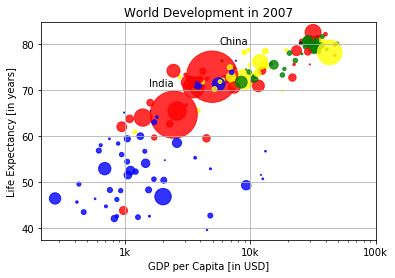 World Development in 2007
Life Expectancy [in years]
80
70
60
50
40
China
India
1k
10k
100k
GDP per Capita [in USD]